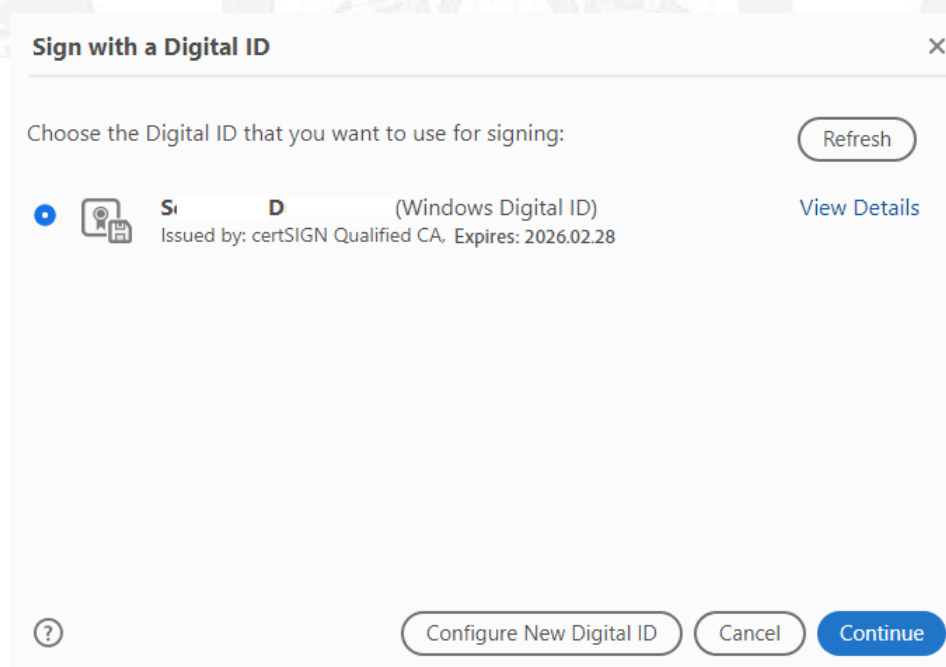 Sign with a Digital ID
Choose the Digital ID that you want to use for signing:
Refresh
(Windows Digital ID)
View Details
Issued by: certSIGN Qualified CA, Expires: 2026.02.28
Configure New Digital ID
Cancel
Continue